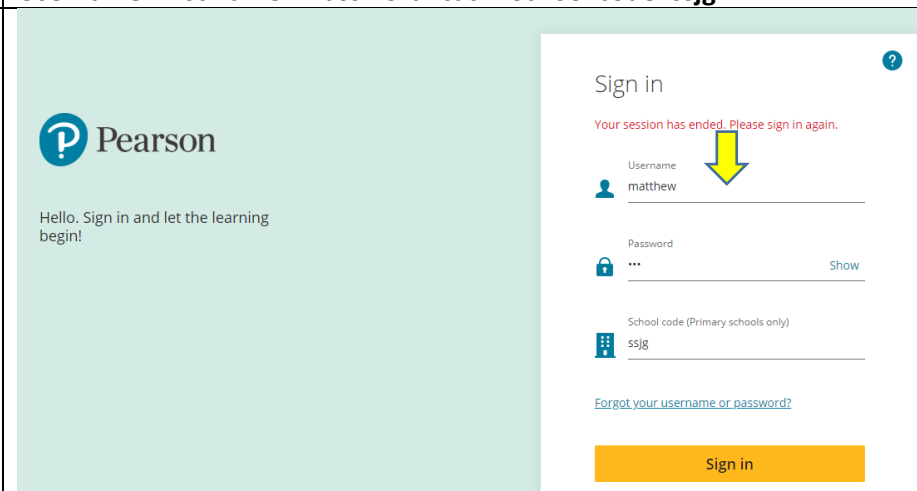 ssjg
Sign in
?
Your session has ended. Please sign in again.
Pearson
Username
matthew
Hello. Sign in and let the learning
begin!
Password
••• Show
School code (Primary schools only)
ssjg
Forgot your username or password?
Sign in